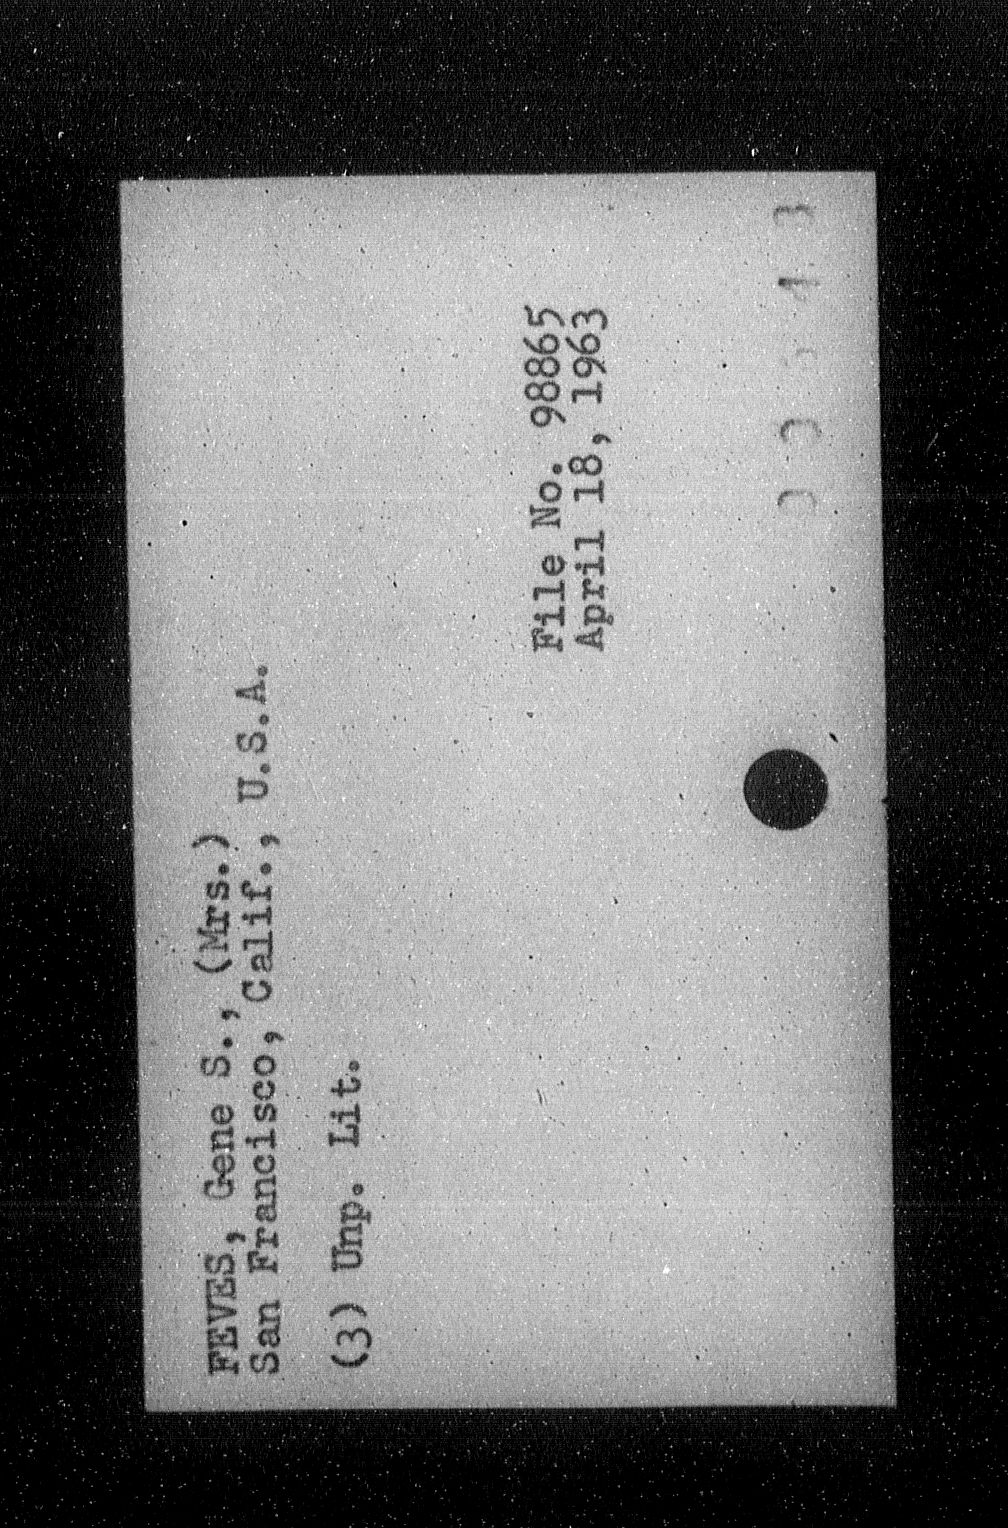 FEVES, Gene S., (Mrs.)
San Francisco, Calif., U.S.A.
(3) Unp. Lit.
File No. 98865
April 18, 1963